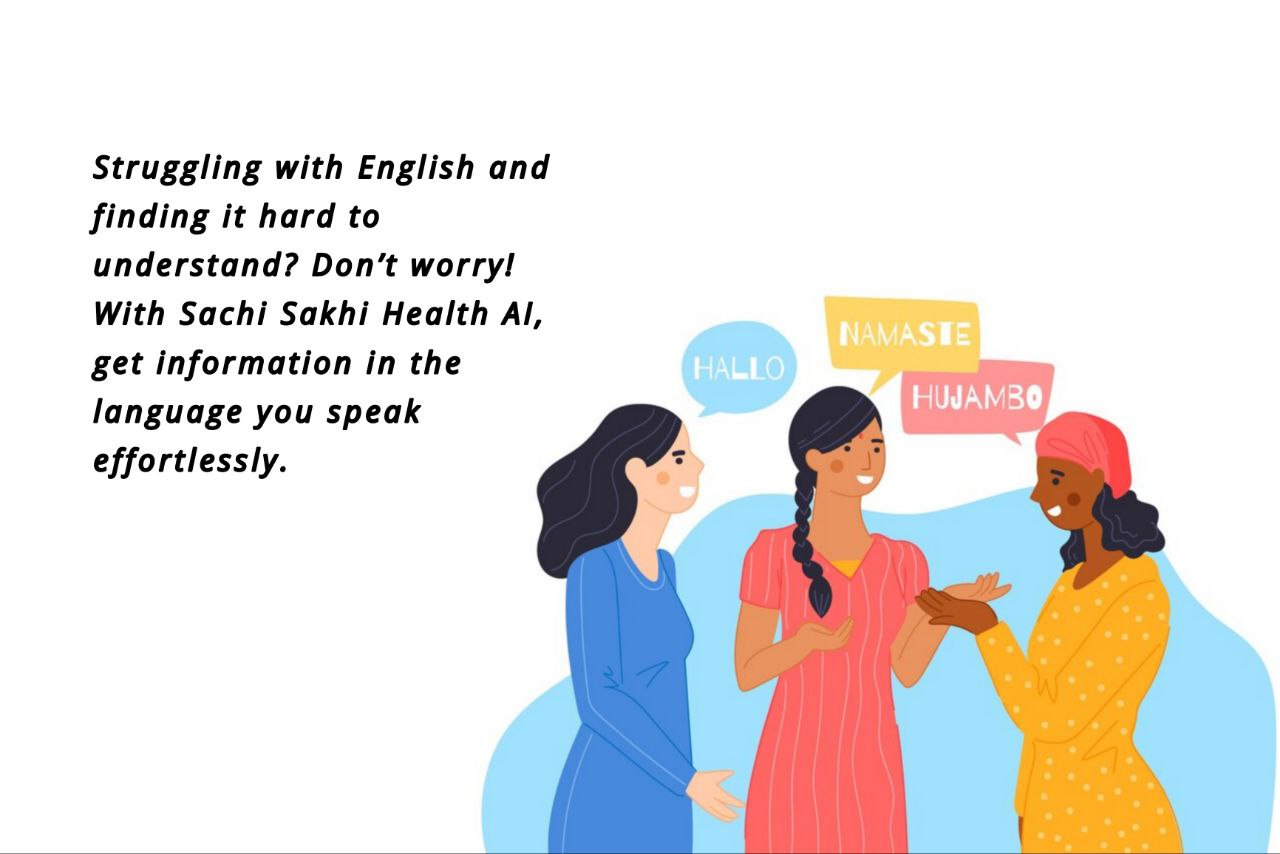 Struggling with English and
finding it hard to
understand? Don’t worry!
With Sachi Sakhi Health AI,
get information in the
language you speak
effortlessly.
HALLO
NAMASTE
HUJAMBO